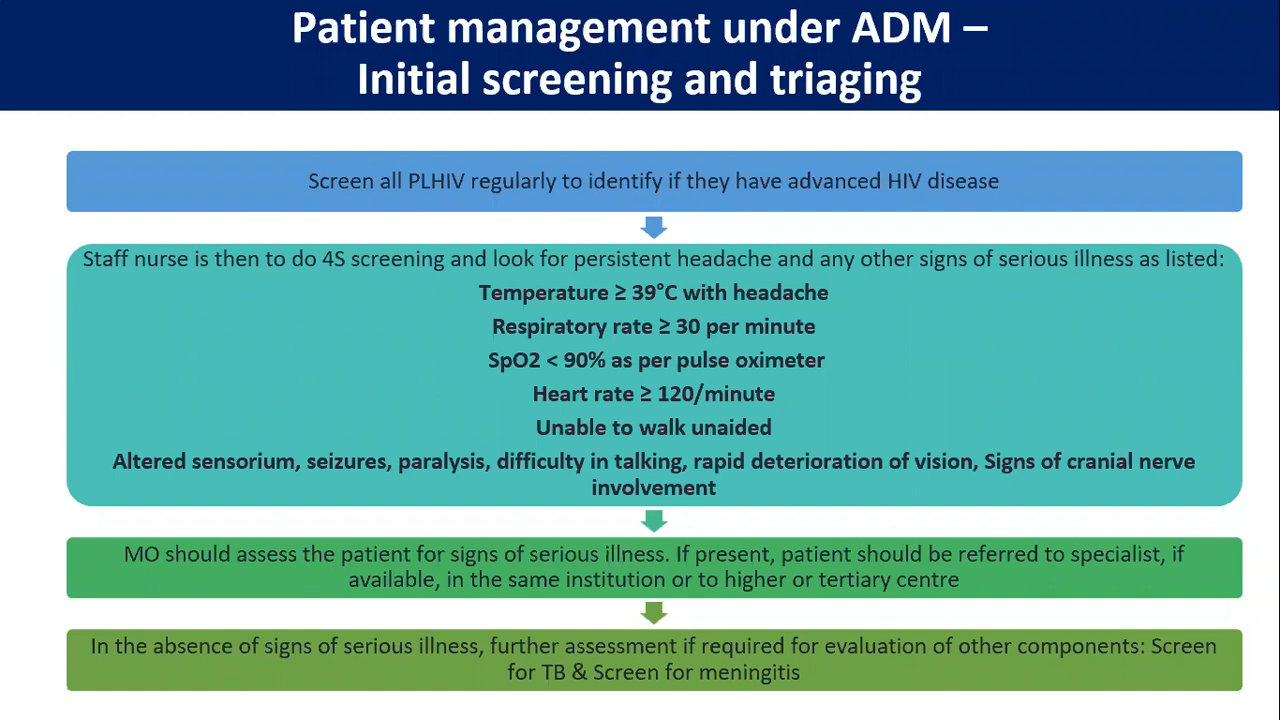 Patient management under ADM –
Initial screening and triaging
Screen all PLHIV regularly to identify if they have advanced HIV disease
Staff nurse is then to do 4S screening and look for persistent headache and any other signs of serious illness as listed:
Temperature ≥ 39°C with headache
Respiratory rate ≥ 30 per minute
SpO2 < 90% as per pulse oximeter
Heart rate ≥ 120/minute
Unable to walk unaided
Altered sensorium, seizures, paralysis, difficulty in talking, rapid deterioration of vision, Signs of cranial nerve
involvement
MO should assess the patient for signs of serious illness. If present, patient should be referred to specialist, if
available, in the same institution or to higher or tertiary centre
In the absence of signs of serious illness, further assessment if required for evaluation of other components: Screen
for TB & Screen for meningitis